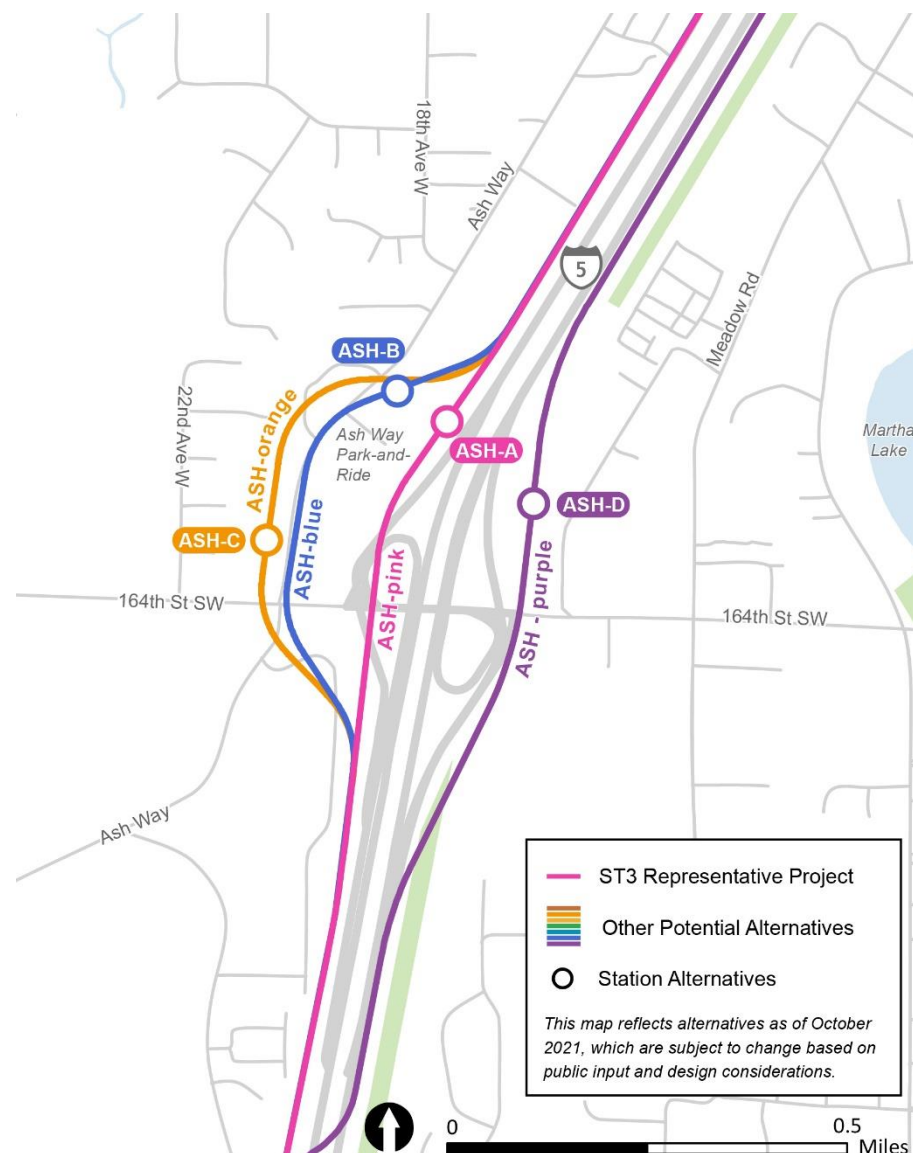 18th Ave W
Ash Way
5
Meadow Rd
ASH-B
22nd Ave W
ASH-orange
Ash Way
Park-and-
Ride
ASH-A
Martha
Lake
ASH-blue
ASH-D
ASH-C
ASH-pink
ASH - purple
164th St SW
164th St SW
Ash Way
ST3 Representative Project
Other Potential Alternatives
Station Alternatives
This map reflects alternatives as of October
2021, which are subject to change based on
public input and design considerations.
0
0.5
Miles